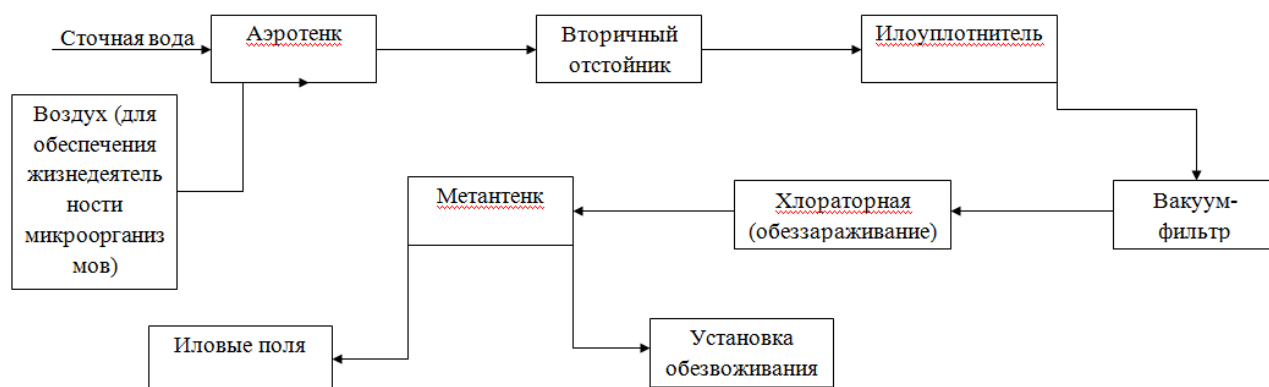 Сточная вода
Аэротенк
Вторичный
отстойник
Илоуплотнитель
Воздух (для
обеспечения
жизнедеятель
ности
микроорганиз
мов)
Метантенк
Хлораторная
(обеззараживание)
Вакуум-
фильтр
Иловые поля
Установка
обезвоживания